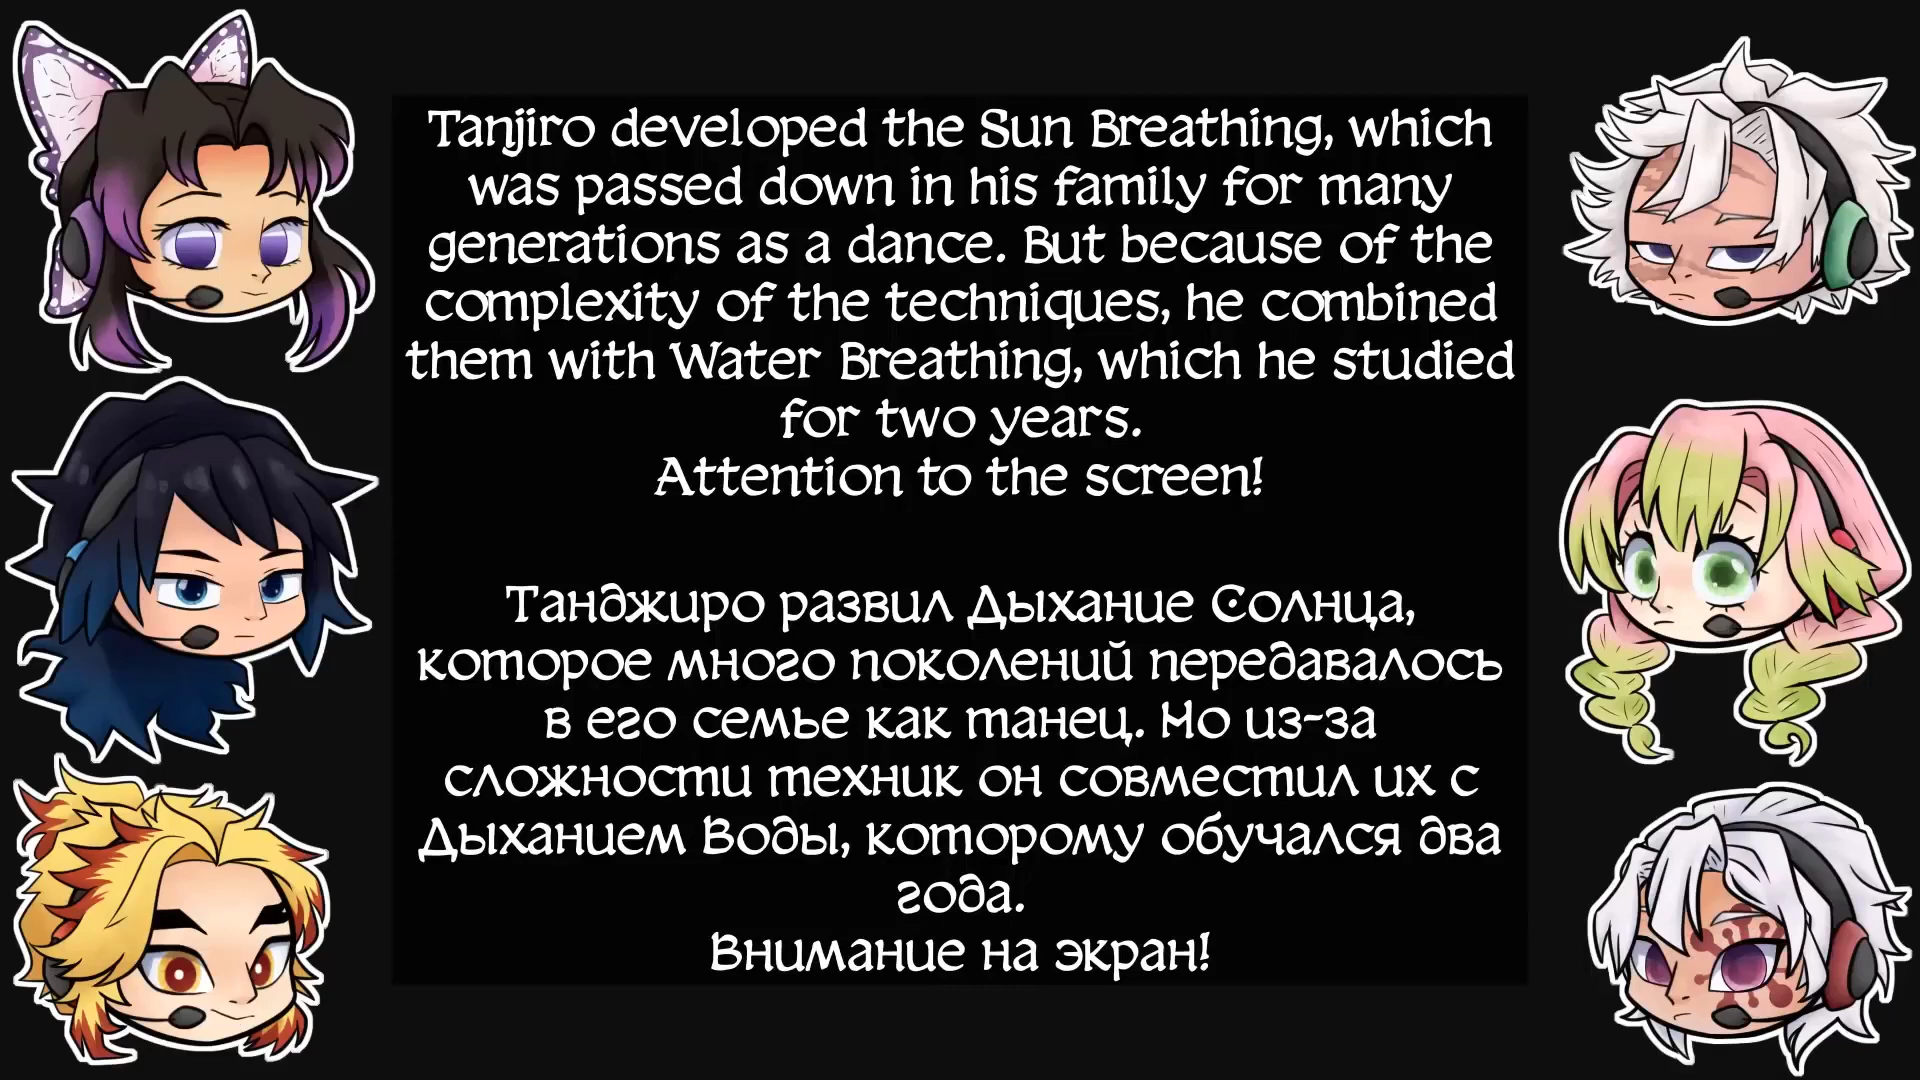 Tanjiro developed the Sun Breathing, which
was passed down in his family for many
generations as a dance. But because of the
complexity of the techniques, he combined
them with Water Breathing, which he studied
for two years.
Attention to the screen!
Танджиро развил Дыхание Солнца,
которое много поколений передавалось
в его семье как танец. Но из-за
сложности техник он совместил их с
Дыханием Воды, которому обучался два
года.
Внимание на экран!